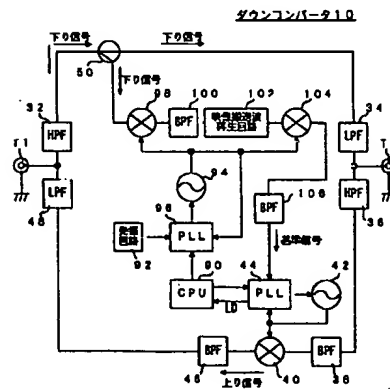 ダウンコンバータ10
下り信号
下り信号
50
下り信号
98
100
102
104
32
HPF
BPF
映像搬送波
再生回路
34
LPF
T1
94
LPF
48
96
BPF
106
HPF
36
発振
回路
92
PLL
基準信号
90
44
42
CPU
PLL
LD
BPF
46
40
BPF
38
上り信号